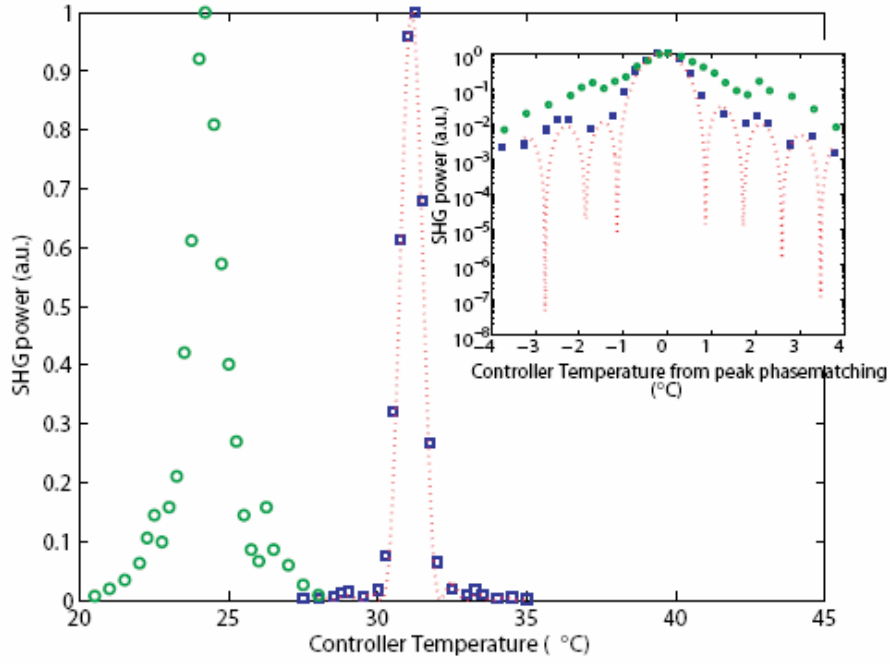 1
0.9
0.8
0.7
0.6
0.5
0.4
0.3
0.2
0.1
0
SHG power (a.u.)
20 25 30 35 40 45
Controller Temperature ( °C)
10⁰
10⁻¹
10⁻²
10⁻³
10⁻⁴
10⁻⁵
10⁻⁶
10⁻⁷
10⁻⁸
SHG power (a.u.)
−4 −3 −2 −1 0 1 2 3 4
Controller Temperature from peak phasematching
(°C)